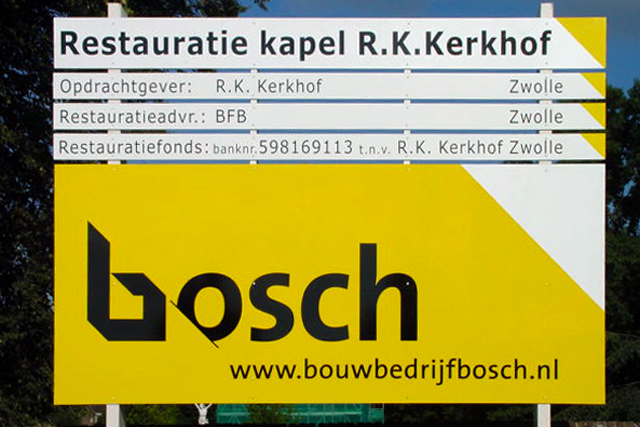 Restauratie kapel R.K.Kerkhof
Opdrachtgever: R.K. Kerkhof Zwolle
Restauratieadvr.: BFB Zwolle
Restauratiefonds: banknr. 598169113 t.n.v. R.K. Kerkhof Zwolle
bosch
www.bouwbedrijfbosch.nl